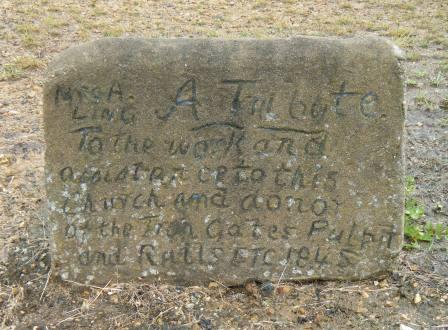 Mrs A. A Tribute.
LING
To the work and
assistance to this
Church and donor
of the Iron Gates Pulpit
and Rails ETC 1845